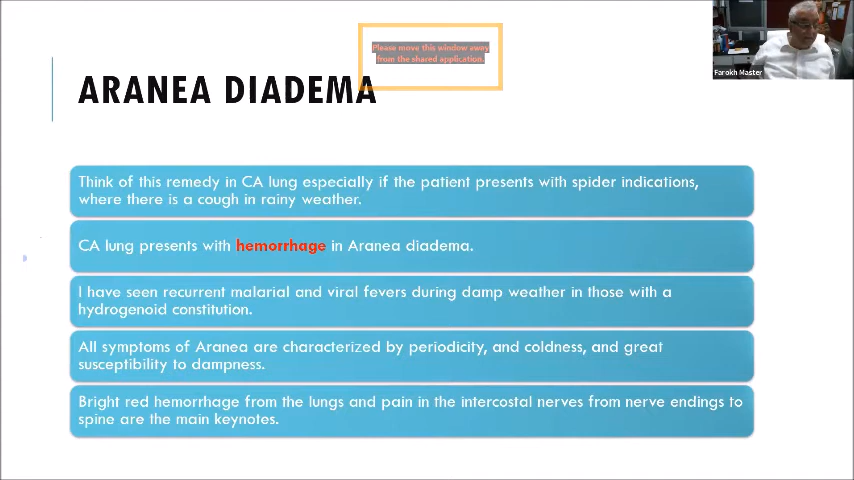 Please move this window away
from the shared application.
Farokh Master
ARANEA DIADEMA
Think of this remedy in CA lung especially if the patient presents with spider indications,
where there is a cough in rainy weather.
CA lung presents with hemorrhage in Aranea diadema.
I have seen recurrent malarial and viral fevers during damp weather in those with a
hydrogenoid constitution.
All symptoms of Aranea are characterized by periodicity, and coldness, and great
susceptibility to dampness.
Bright red hemorrhage from the lungs and pain in the intercostal nerves from nerve endings to
spine are the main keynotes.